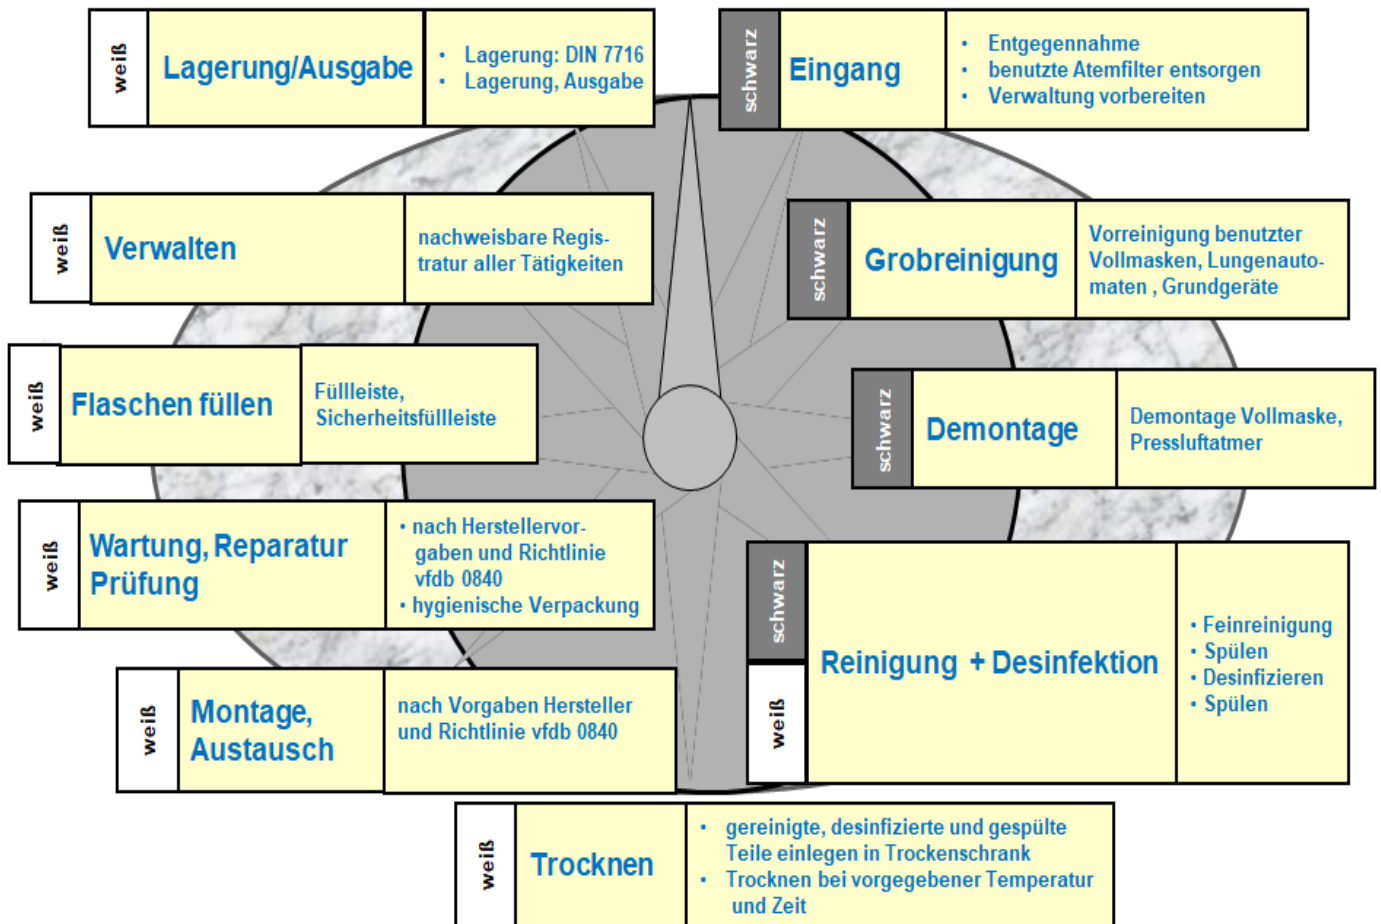 schwarz
Eingang
• Entgegennahme
• benutzte Atemfilter entsorgen
• Verwaltung vorbereiten
schwarz
Grobreinigung
Vorreinigung benutzter
Vollmasken, Lungenauto-
maten , Grundgeräte
schwarz
Demontage
Demontage Vollmaske,
Pressluftatmer
schwarz
weiß
Reinigung + Desinfektion
• Feinreinigung
• Spülen
• Desinfizieren
• Spülen
weiß
Trocknen
• gereinigte, desinfizierte und gespülte
Teile einlegen in Trockenschrank
• Trocknen bei vorgegebener Temperatur
und Zeit
weiß
Montage,
Austausch
nach Vorgaben Hersteller
und Richtlinie vfdb 0840
weiß
Wartung, Reparatur
Prüfung
• nach Herstellervor-
gaben und Richtlinie
vfdb 0840
• hygienische Verpackung
weiß
Flaschen füllen
Füllleiste,
Sicherheitsfüllleiste
weiß
Verwalten
nachweisbare Regis-
tratur aller Tätigkeiten
weiß
Lagerung/Ausgabe
• Lagerung: DIN 7716
• Lagerung, Ausgabe